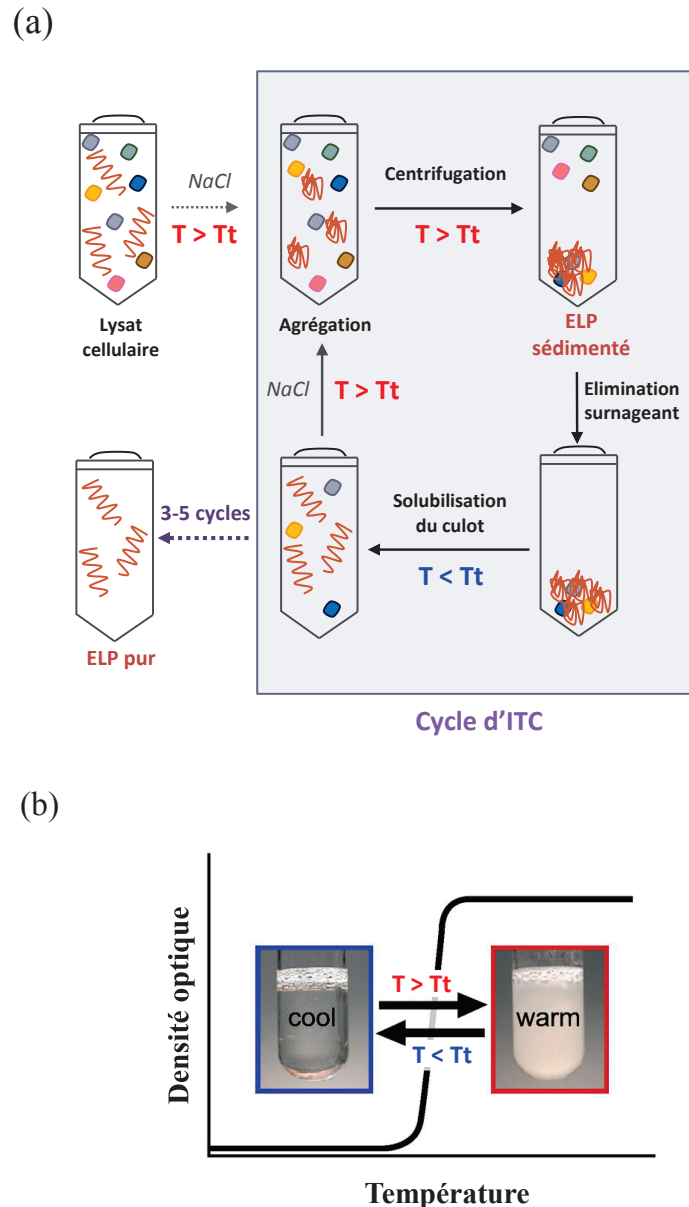 (a)
NaCl
T > Tt
Centrifugation
T > Tt
Lysat
cellulaire
Agrégation
ELP
sédimenté
NaCl
T > Tt
Elimination
surnageant
3-5 cycles
Solubilisation
du culot
T < Tt
ELP pur
Cycle d'ITC
(b)
Densité optique
cool
T > Tt
T < Tt
warm
Température